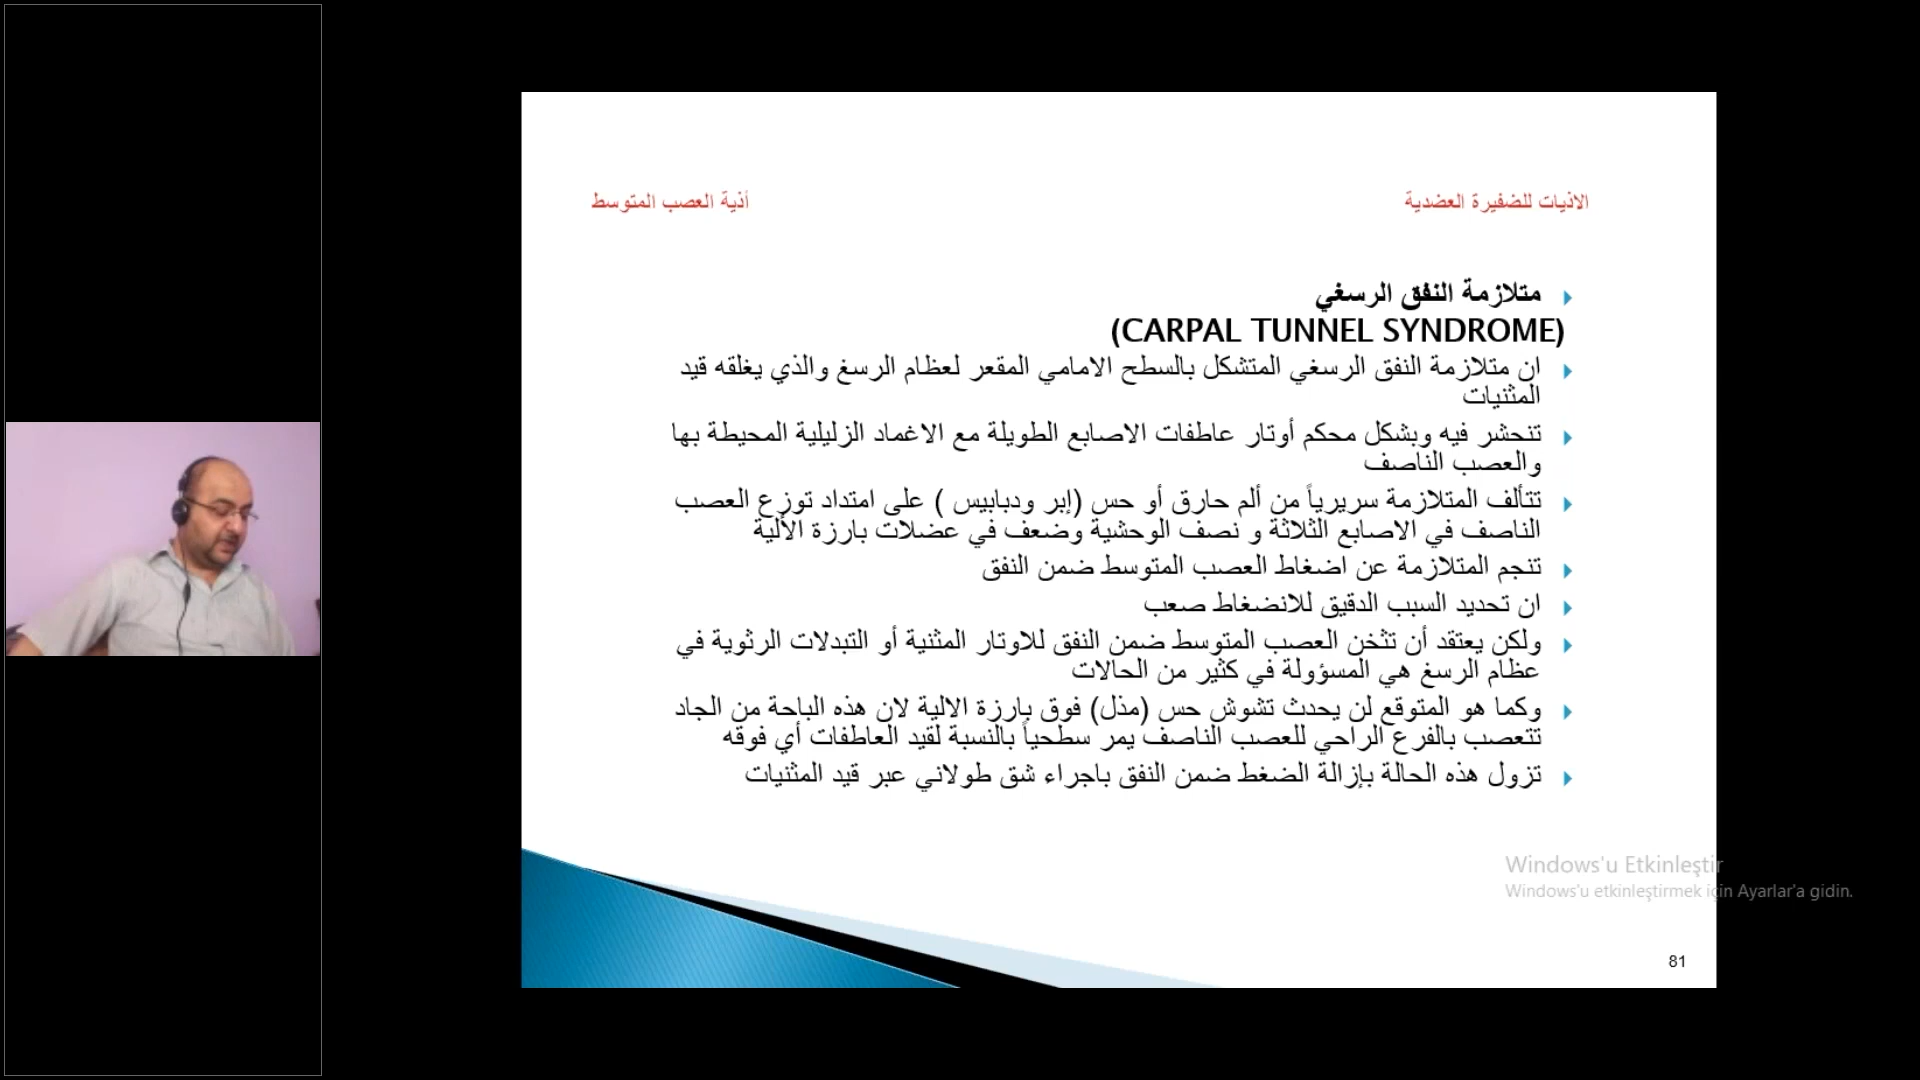 الاذيات للضفيرة العضدية
أذية العصب المتوسط
متلازمة النفق الرسغي
(CARPAL TUNNEL SYNDROME)
ان متلازمة النفق الرسغي المتشكل بالسطح الامامي المقعر لعظام الرسغ والذي يغلقه قيد
المثنيات
تنحشر فيه وبشكل محكم أوتار عاطفات الاصابع الطويلة مع الاغماد الزليلية المحيطة بها
والعصب الناصف
تتألف المتلازمة سريرياً من ألم حارق أو حس (إبر ودبابيس ) على امتداد توزع العصب
الناصف في الاصابع الثلاثة و نصف الوحشية وضعف في عضلات بارزة الألية
تنجم المتلازمة عن اضغاط العصب المتوسط ضمن النفق
ان تحديد السبب الدقيق للانضغاط صعب
ولكن يعتقد أن تثخن العصب المتوسط ضمن النفق للاوتار المثنية أو التبدلات الرثوية في
عظام الرسغ هي المسؤولة في كثير من الحالات
وكما هو المتوقع لن يحدث تشوش حس (مذل) فوق بارزة الالية لان هذه الباحة من الجاد
تتعصب بالفرع الراحي للعصب الناصف يمر سطحياً بالنسبة لقيد العاطفات أي فوقه
تزول هذه الحالة بإزالة الضغط ضمن النفق باجراء شق طولاني عبر قيد المثنيات
Windows'u Etkinleştir
Windows'u etkinleştirmek için Ayarlar'a gidin.
81